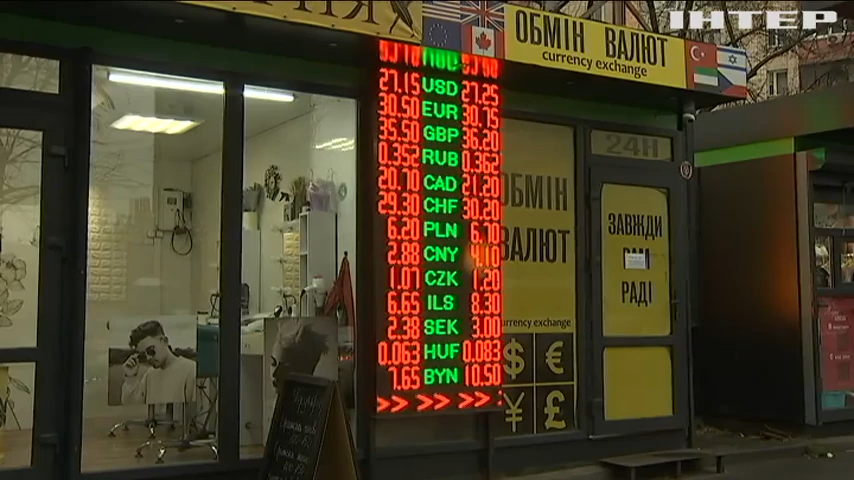 ІНТЕР
ОБМІН ВАЛЮТ
currency exchange
27.15 USD 27.25
30.50 EUR 30.75
35.50 GBP 36.20
0.352 RUB 0.362
20.70 CAD 21.20
29.30 CHF 30.20
6.20 PLN 6.70
2.88 CNY 4.10
1.07 CZK 1.20
6.65 ILS 8.30
2.38 SEK 3.00
0.063 HUF 0.083
7.65 BYN 10.50
>>>>>
24H
ОБМІН
ВАЛЮТ
currency exchange
$ €
¥ £
ЗАВЖДИ
РАДІ